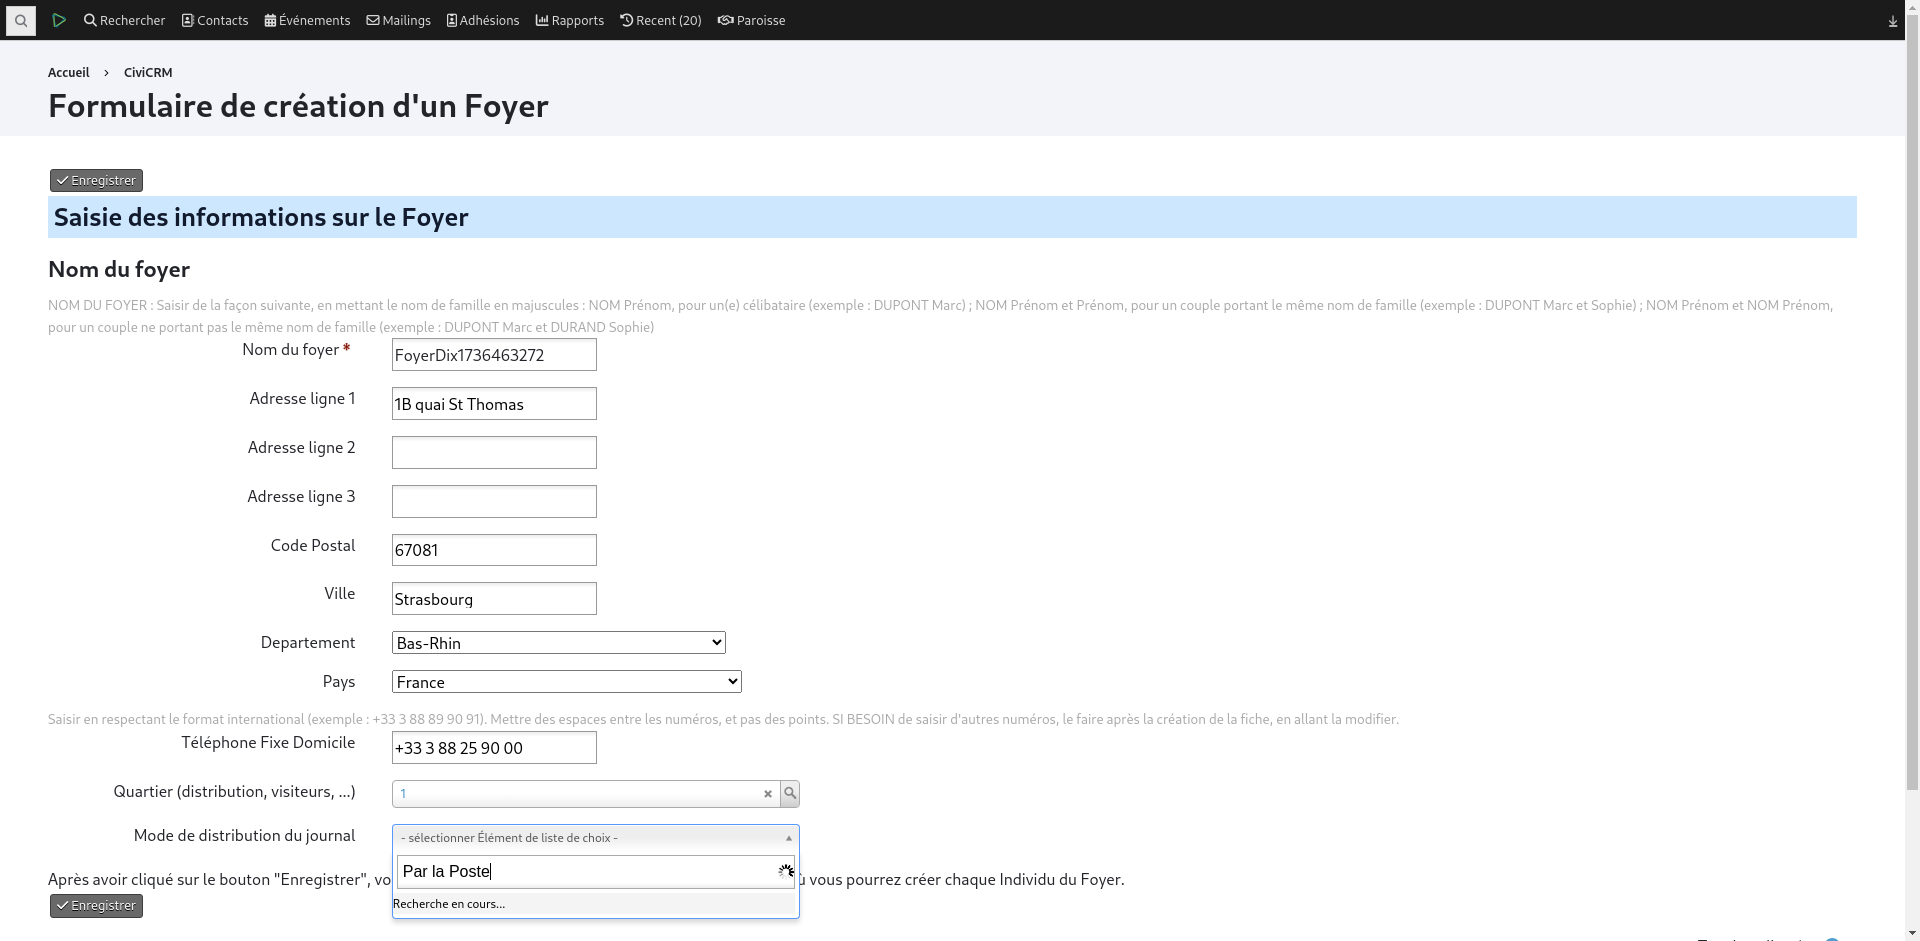 Rechercher Contacts Événements Mailings Adhésions Rapports Recent (20) Paroisse
Accueil > CiviCRM
Formulaire de création d'un Foyer
Enregistrer
Saisie des informations sur le Foyer
Nom du foyer
NOM DU FOYER : Saisir de la façon suivante, en mettant le nom de famille en majuscules : NOM Prénom, pour un(e) célibataire (exemple : DUPONT Marc) ; NOM Prénom et Prénom, pour un couple portant le même nom de famille (exemple : DUPONT Marc et Sophie) ; NOM Prénom et NOM Prénom,
pour un couple ne portant pas le même nom de famille (exemple : DUPONT Marc et DURAND Sophie)
Nom du foyer * FoyerDix1736463272
Adresse ligne 1 1B quai St Thomas
Adresse ligne 2
Adresse ligne 3
Code Postal 67081
Ville Strasbourg
Departement Bas-Rhin
Pays France
Saisir en respectant le format international (exemple : +33 3 88 89 90 91). Mettre des espaces entre les numéros, et pas des points. SI BESOIN de saisir d'autres numéros, le faire après la création de la fiche, en allant la modifier.
Téléphone Fixe Domicile +33 3 88 25 90 00
Quartier (distribution, visiteurs, ...) 1
Mode de distribution du journal - sélectionner Élément de liste de choix -
Par la Poste
Après avoir cliqué sur le bouton "Enregistrer", vo ù vous pourrez créer chaque Individu du Foyer.
Recherche en cours...
Enregistrer